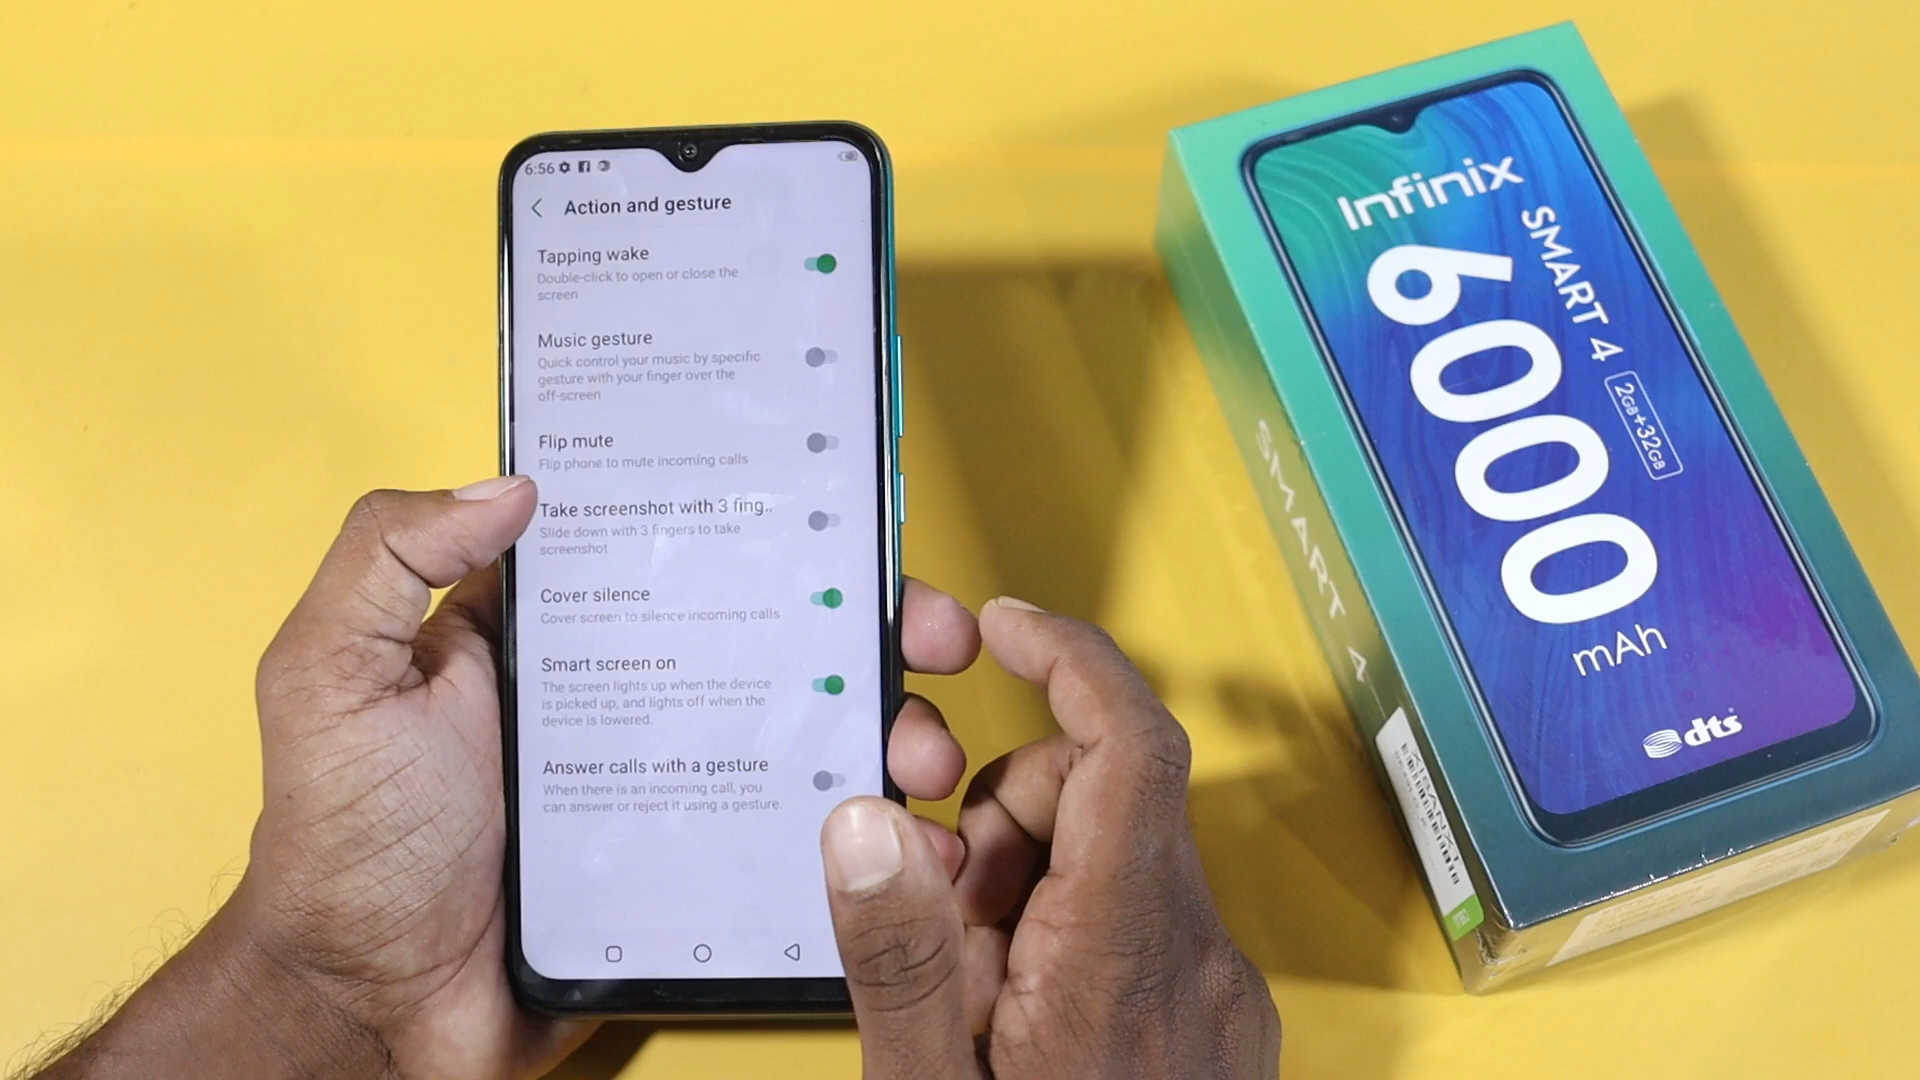 6:56
Action and gesture
Tapping wake
Double-click to open or close the
screen
Music gesture
Quick control your music by specific
gesture with your finger over the
off-screen
Flip mute
Flip phone to mute incoming calls
Take screenshot with 3 fing..
Slide down with 3 fingers to take
screenshot
Cover silence
Cover screen to silence incoming calls
Smart screen on
The screen lights up when the device
is picked up, and lights off when the
device is lowered.
Answer calls with a gesture
When there is an incoming call, you
can answer or reject it using a gesture.
Infinix
SMART 4
2GB+32GB
6000
mAh
dts
SMART 4